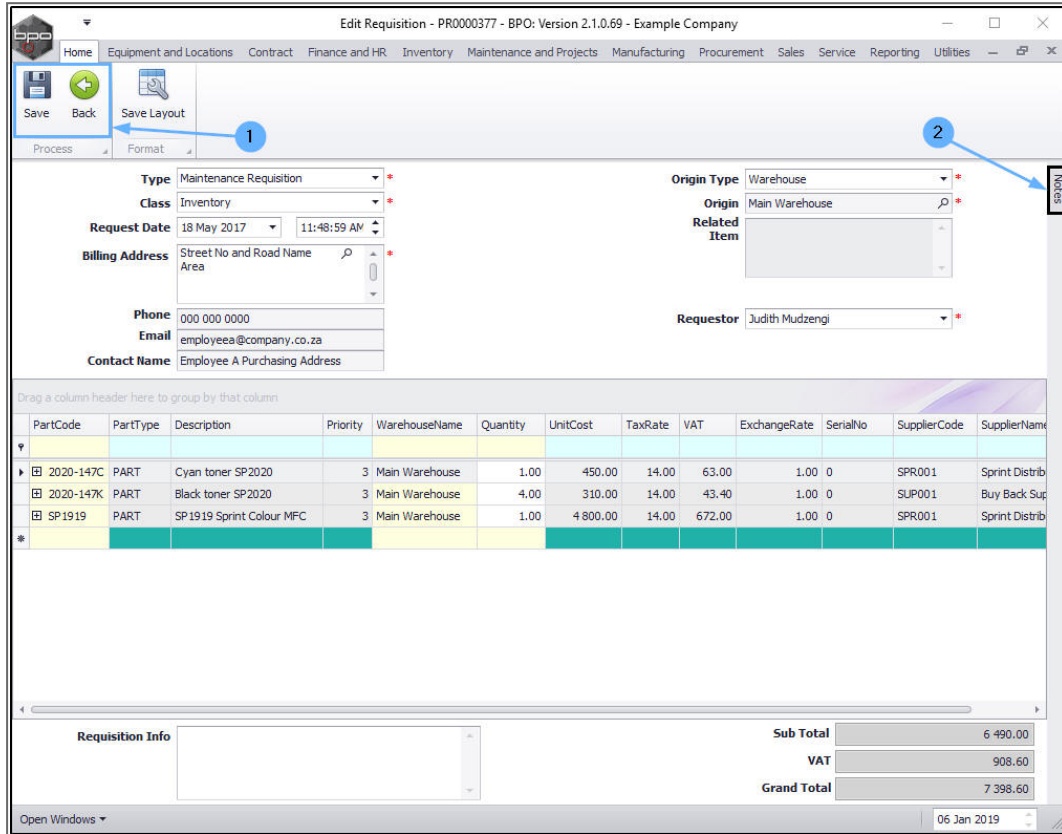 Edit Requisition - PR0000377 - BPO: Version 2.1.0.69 - Example Company
bpo
Home Equipment and Locations Contract Finance and HR Inventory Maintenance and Projects Manufacturing Procurement Sales Service Reporting Utilities
Save Back Save Layout
1
2
Process Format
Notes
Type Maintenance Requisition * Origin Type Warehouse *
Class Inventory * Origin Main Warehouse *
Request Date 18 May 2017 11:48:59 AM Related
Item
Billing Address Street No and Road Name *
Area
Phone 000 000 0000 Requestor Judith Mudzengi *
Email employeea@company.co.za
Contact Name Employee A Purchasing Address
Drag a column header here to group by that column
PartCode PartType Description Priority WarehouseName Quantity UnitCost TaxRate VAT ExchangeRate SerialNo SupplierCode SupplierName
2020-147C PART Cyan toner SP2020 3 Main Warehouse 1.00 450.00 14.00 63.00 1.00 0 SPR001 Sprint Distrib
2020-147K PART Black toner SP2020 3 Main Warehouse 4.00 310.00 14.00 43.40 1.00 0 SUP001 Buy Back Sup
SP1919 PART SP1919 Sprint Colour MFC 3 Main Warehouse 1.00 4 800.00 14.00 672.00 1.00 0 SPR001 Sprint Distrib
Requisition Info Sub Total 6 490.00
VAT 908.60
Grand Total 7 398.60
Open Windows 06 Jan 2019